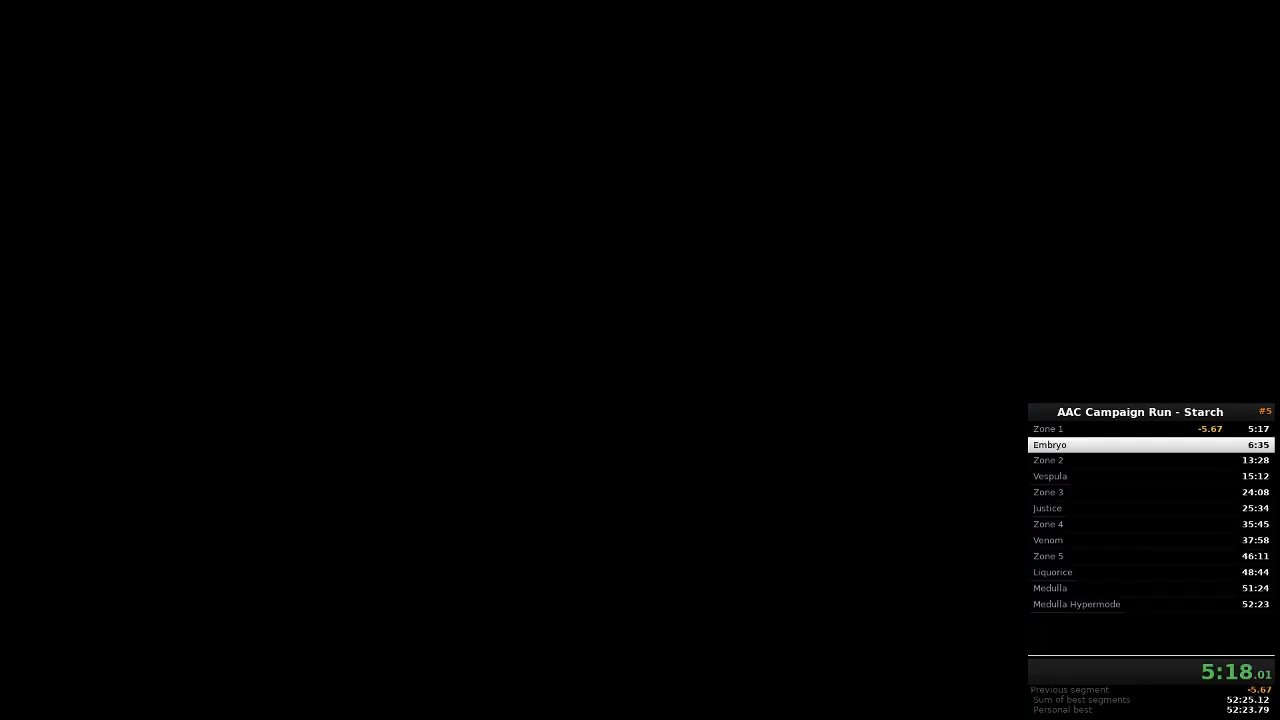 AAC Campaign Run - Starch #5
Zone 1 -5.67 5:17
Embryo 6:35
Zone 2 13:28
Vespula 15:12
Zone 3 24:08
Justice 25:34
Zone 4 35:45
Venom 37:58
Zone 5 46:11
Liquorice 48:44
Medulla 51:24
Medulla Hypermode 52:23
5:18.01
Previous segment -5.67
Sum of best segments 52:25.12
Personal best 52:23.79